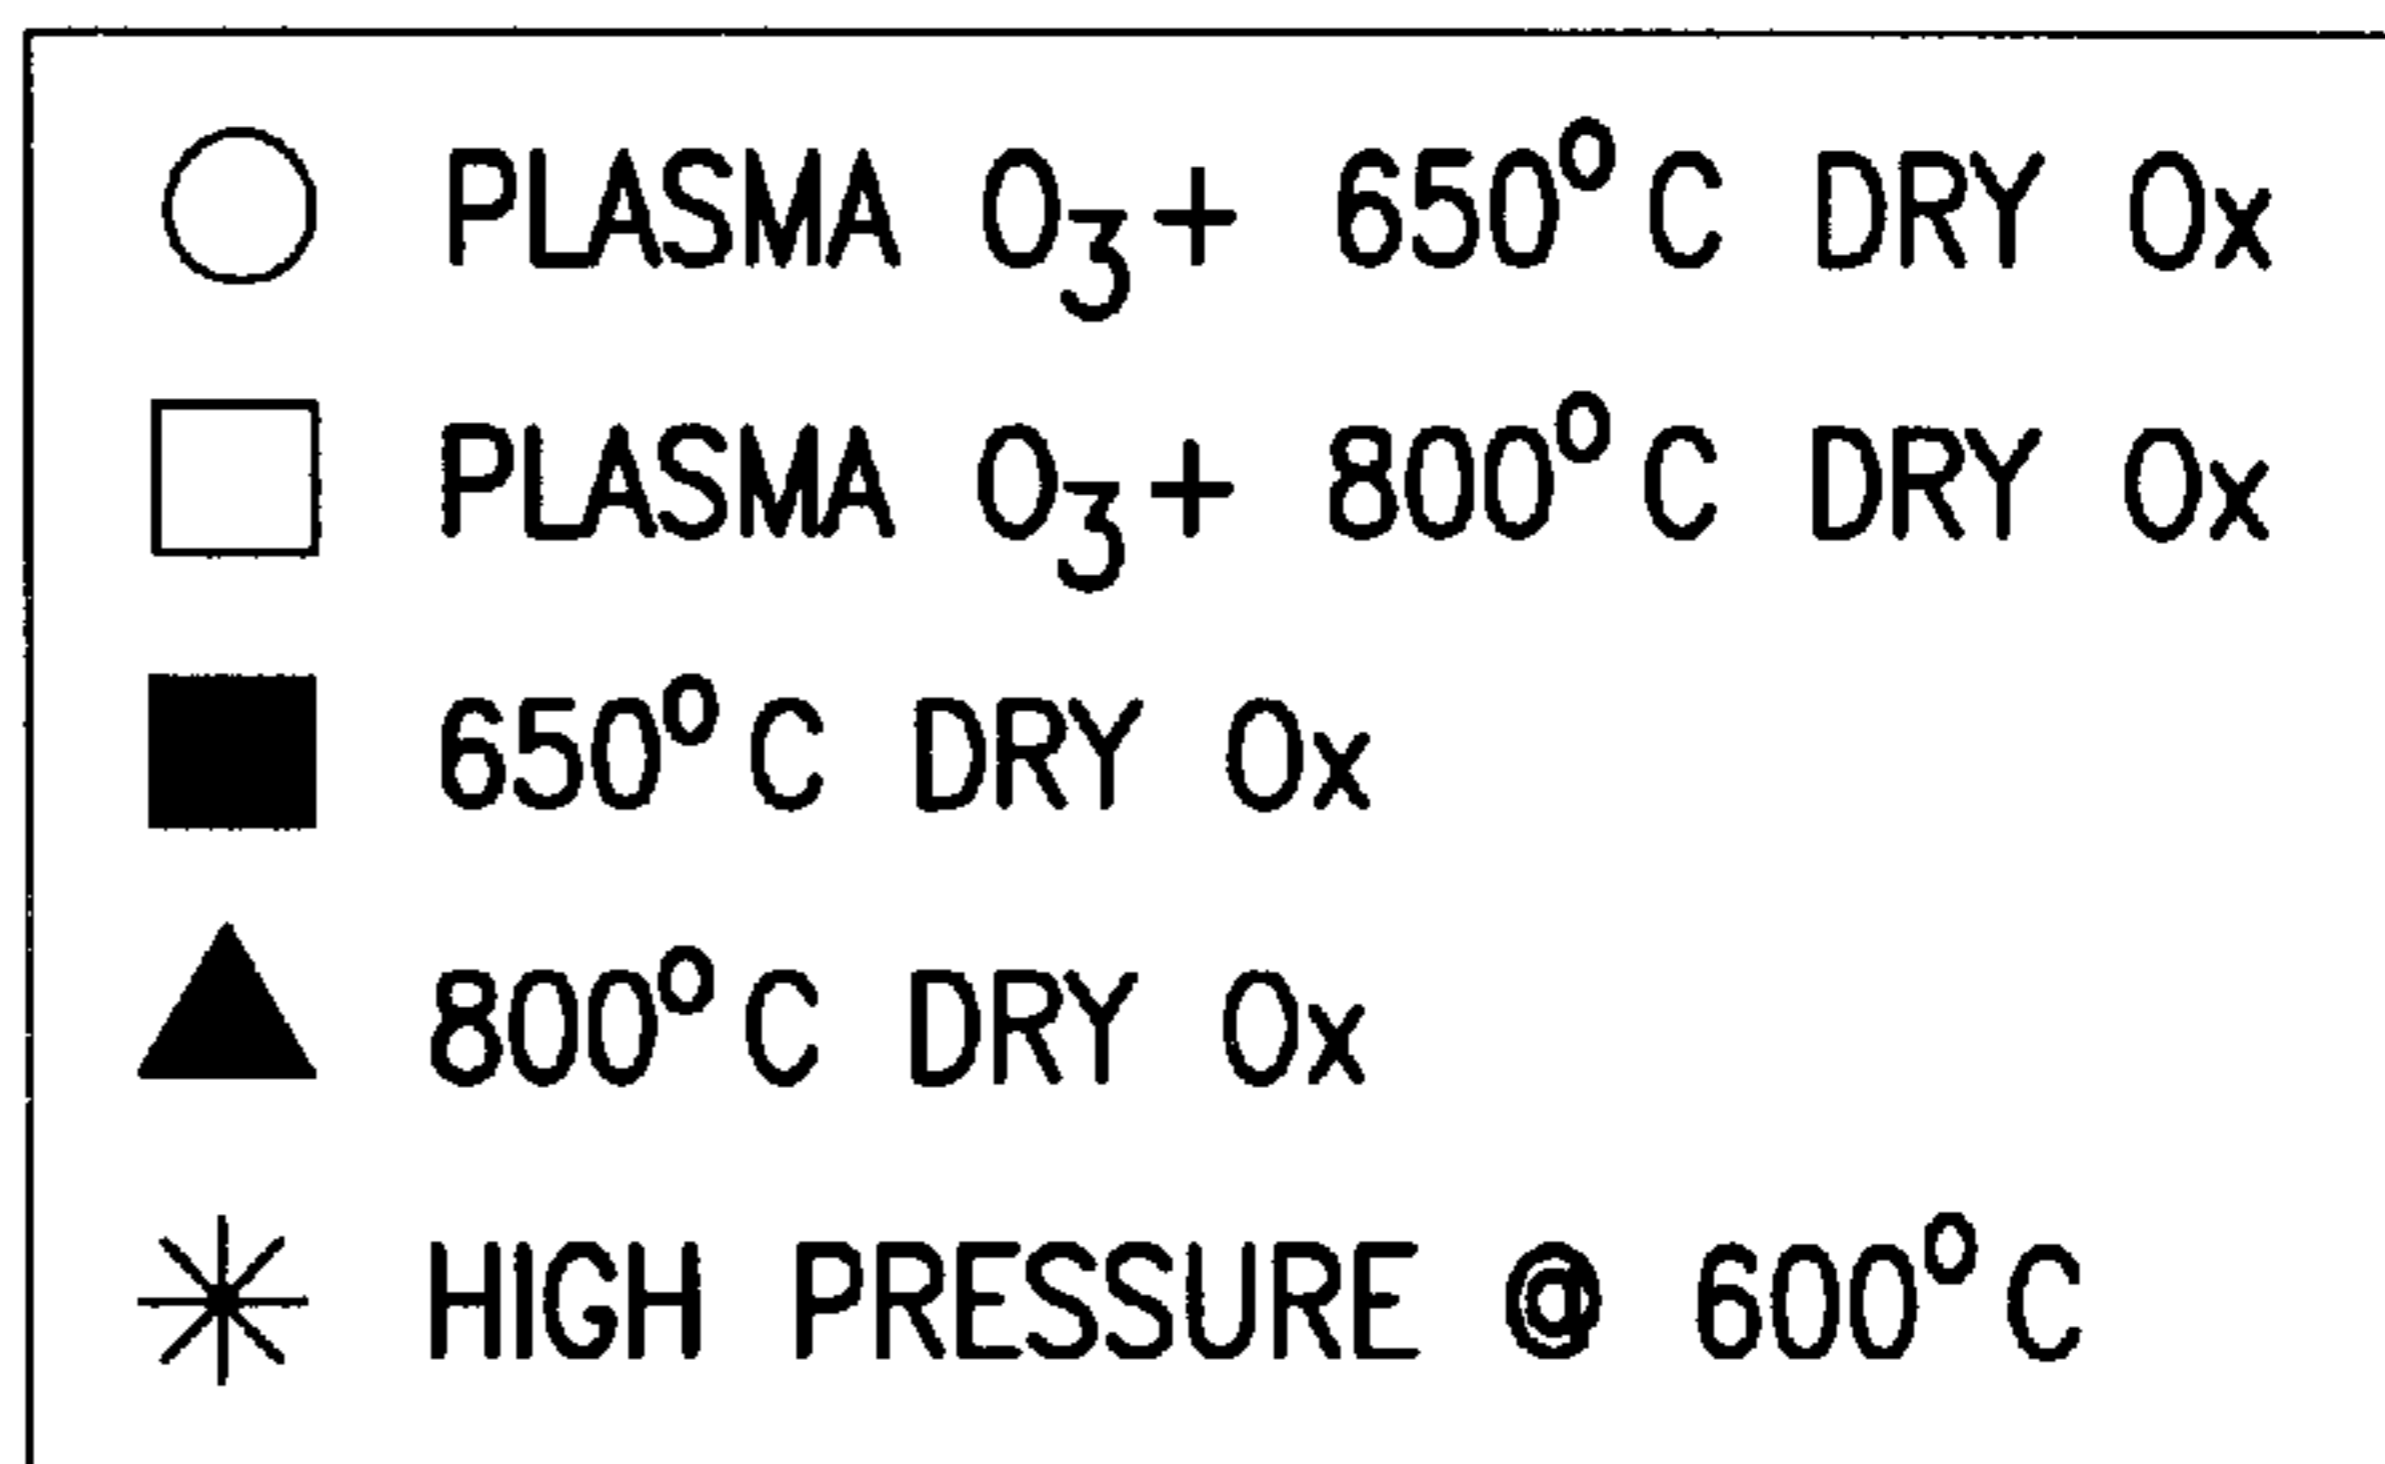 PLASMA O₃+ 650°C DRY Ox
PLASMA O₃+ 800°C DRY Ox
650°C DRY Ox
800°C DRY Ox
HIGH PRESSURE @ 600°C